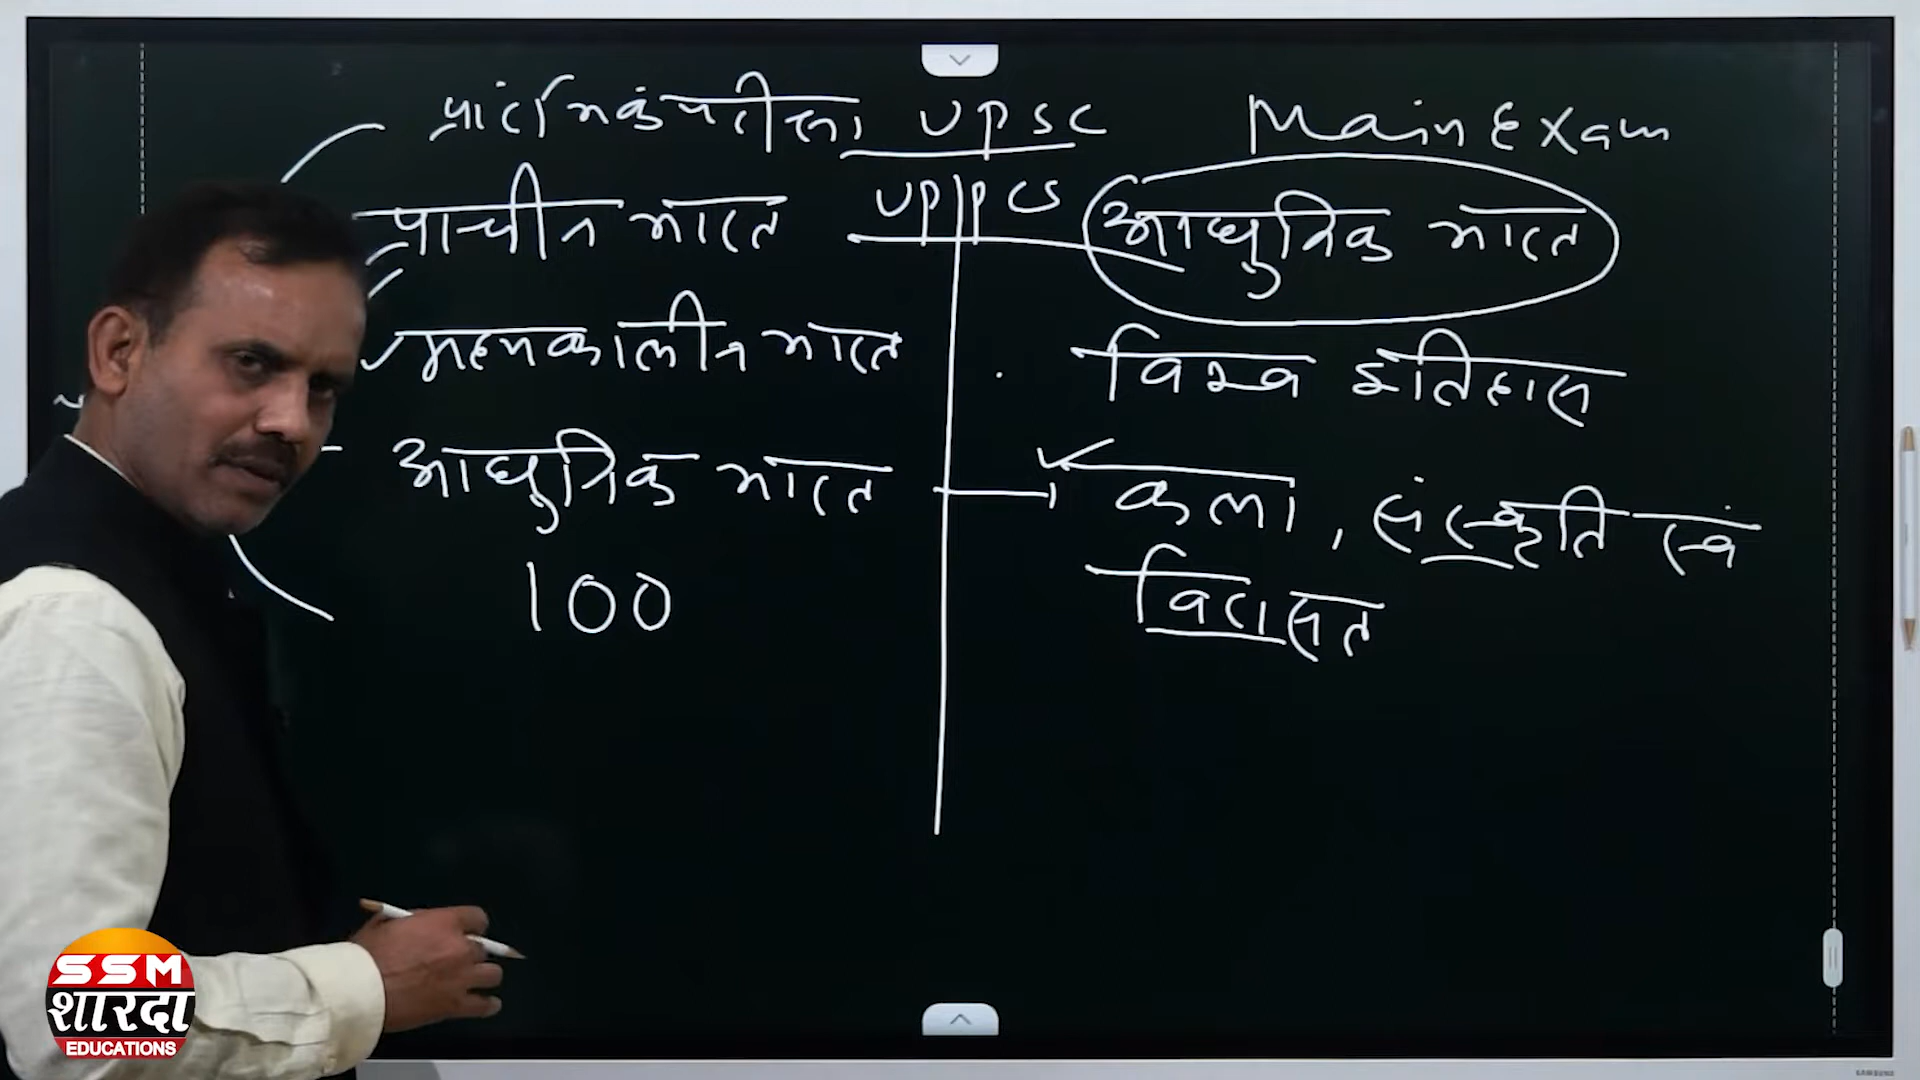 प्रारंभिक परीक्षा UPSC Main Exam
UPPCS
प्राचीन भारत आधुनिक भारत
मध्यकालीन भारत विश्व इतिहास
आधुनिक भारत कला, संस्कृति एवं
100 विरासत
SSM
शारदा
EDUCATIONS
SAMSUNG